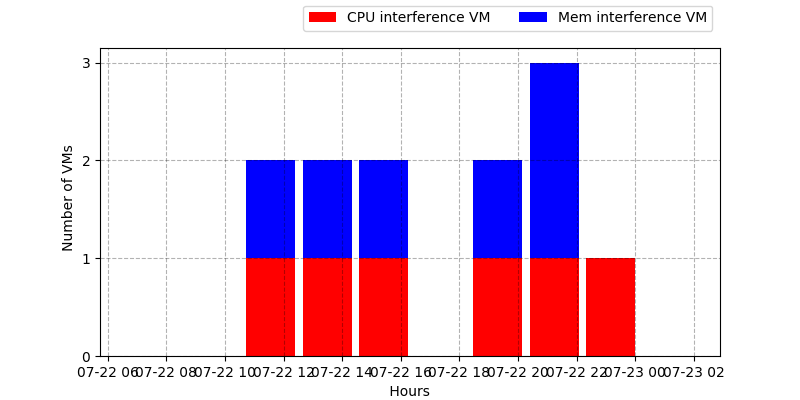 CPU interference VM Mem interference VM
3
2
1
0
Number of VMs
07-22 06 07-22 08 07-22 10 07-22 12 07-22 14 07-22 16 07-22 18 07-22 20 07-22 22 07-23 00 07-23 02
Hours